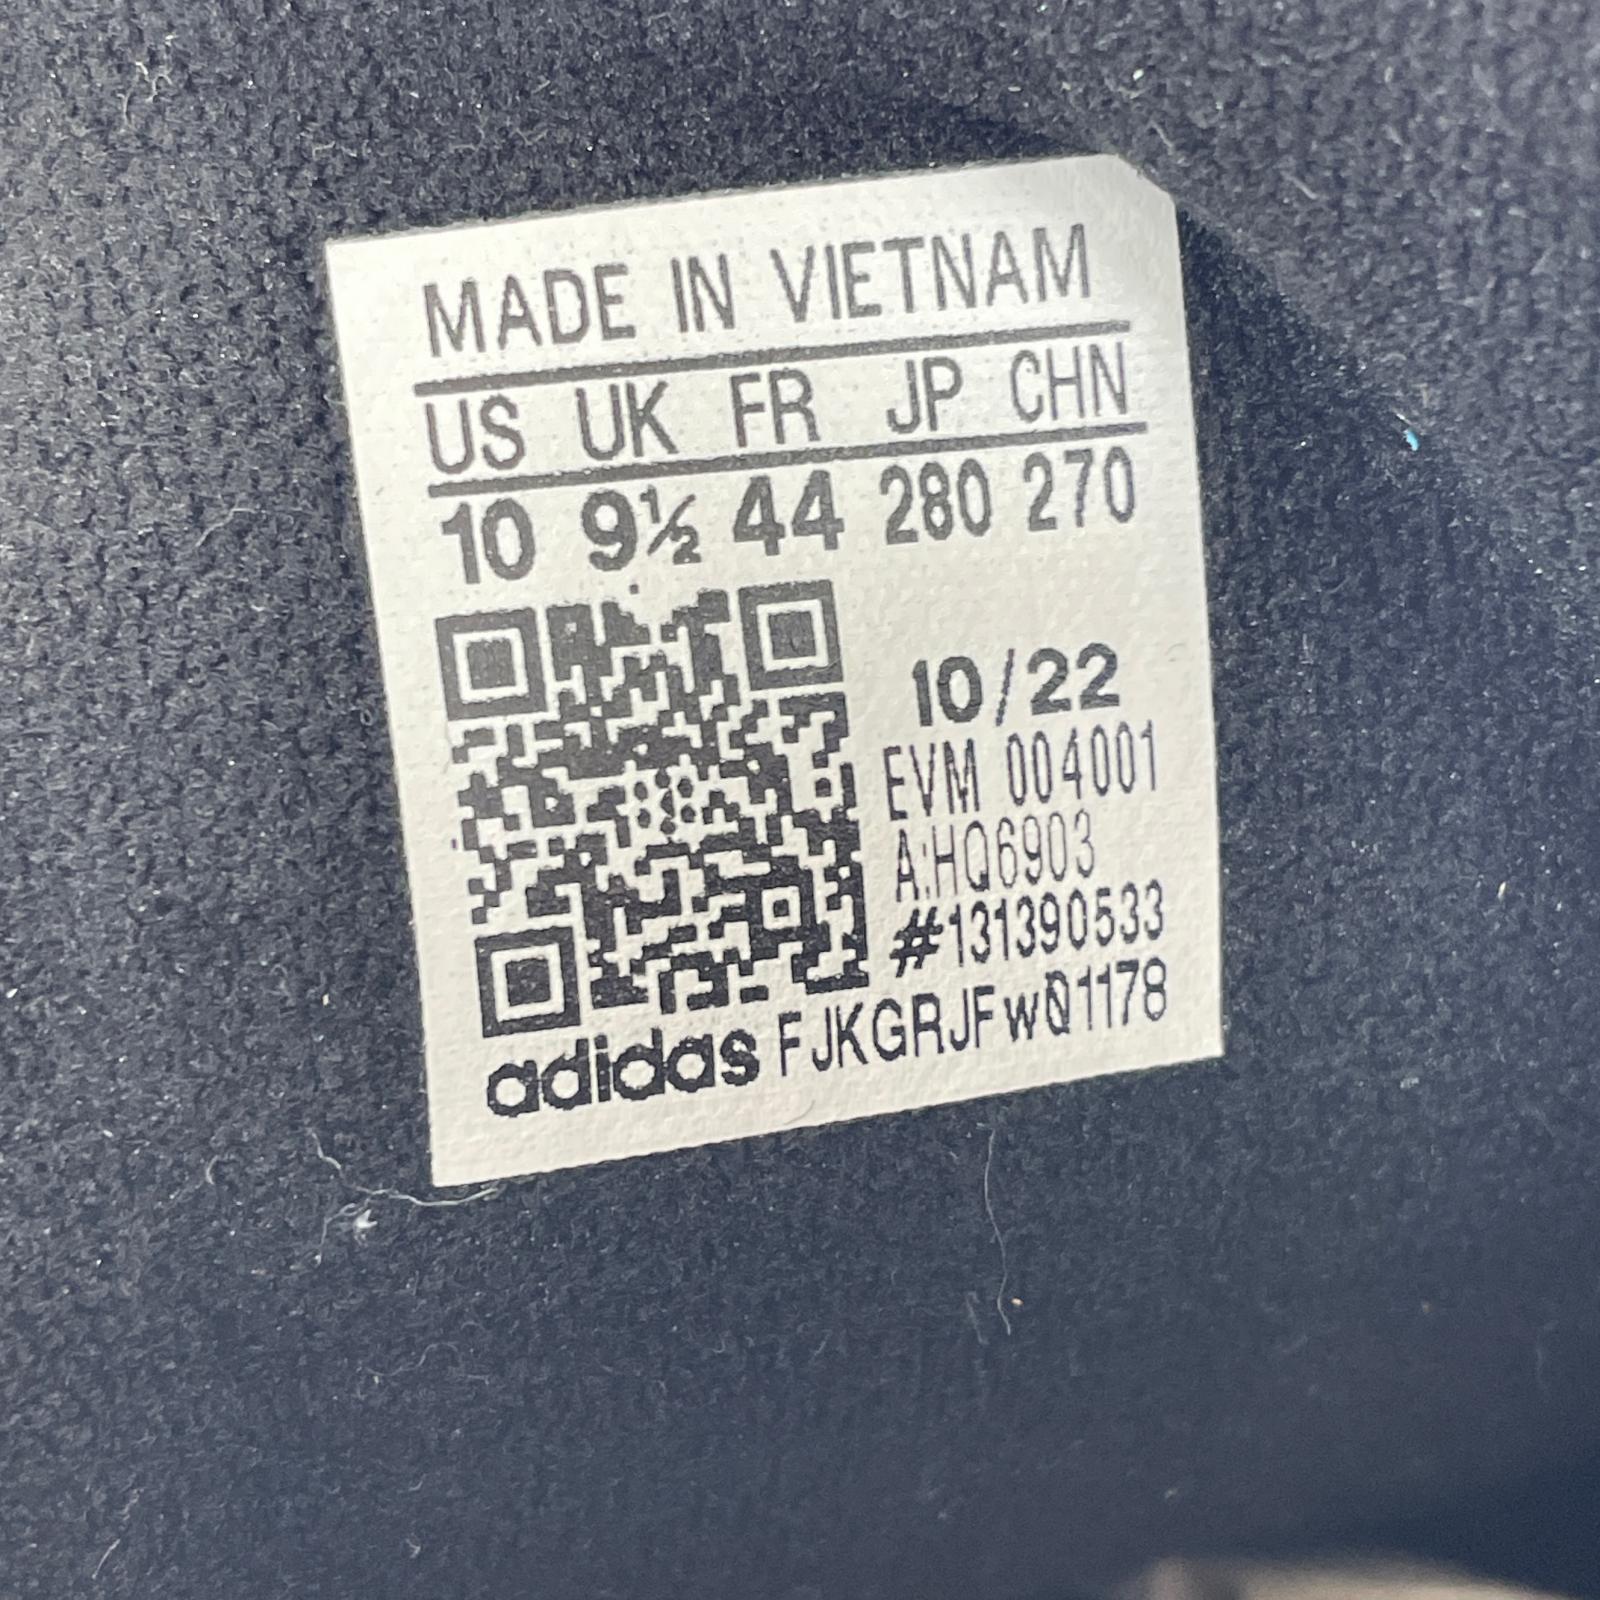 MADE IN VIETNAM
US UK FR JP CHN
10 9½ 44 280 270
10/22
EVM 004001
A:HQ6903
#131390533
adidas FJKGRJFwQ1178